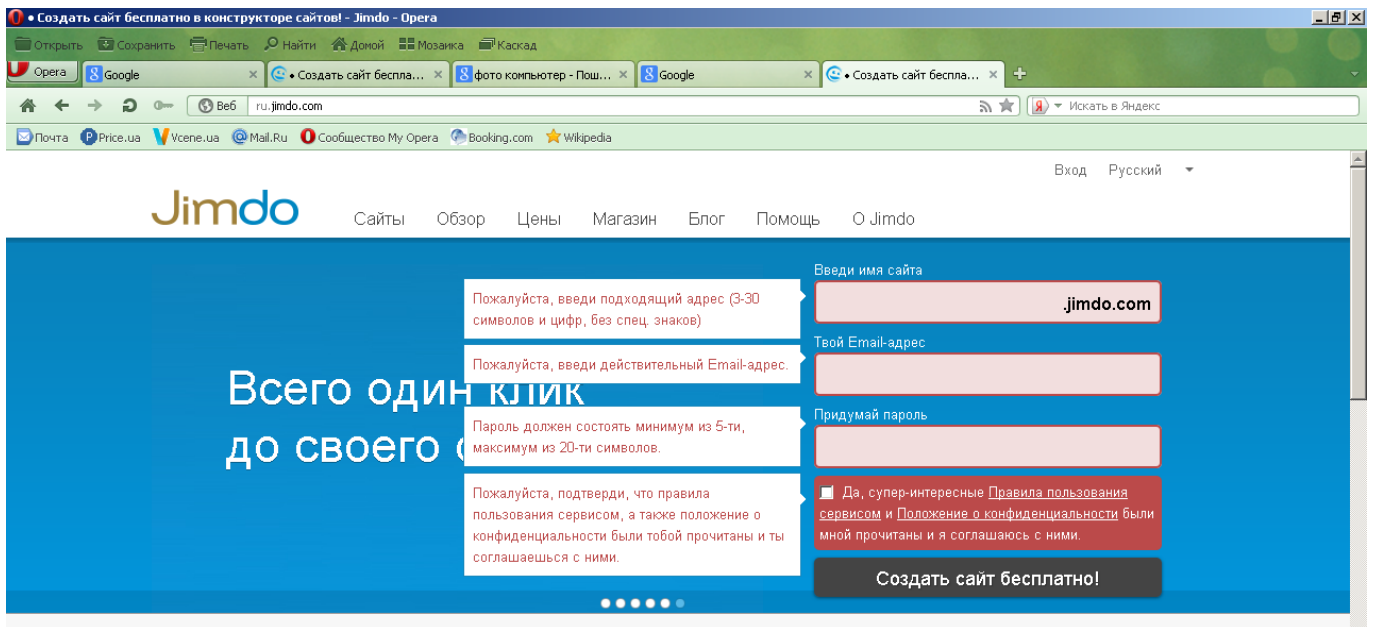 • Создать сайт бесплатно в конструкторе сайтов! - Jimdo - Opera
Открыть Сохранить Печать Найти Домой Мозаика Каскад
Opera Google • Создать сайт беспла... фото компьютер - Пош... Google • Создать сайт беспла...
Веб ru.jimdo.com Искать в Яндекс
Почта Price.ua Vcene.ua Mail.Ru Сообщество My Opera Booking.com Wikipedia
Вход Русский
Jimdo Сайты Обзор Цены Магазин Блог Помощь О Jimdo
Введи имя сайта
Пожалуйста, введи подходящий адрес (3-30
символов и цифр, без спец. знаков)
.jimdo.com
Твой Email-адрес
Пожалуйста, введи действительный Email-адрес.
Всего один клик
до своего
Придумай пароль
Пароль должен состоять минимум из 5-ти,
максимум из 20-ти символов.
Пожалуйста, подтверди, что правила
пользования сервисом, а также положение о
конфиденциальности были тобой прочитаны и ты
соглашаешься с ними.
Да, супер-интересные Правила пользования
сервисом и Положение о конфиденциальности были
мной прочитаны и я соглашаюсь с ними.
Создать сайт бесплатно!